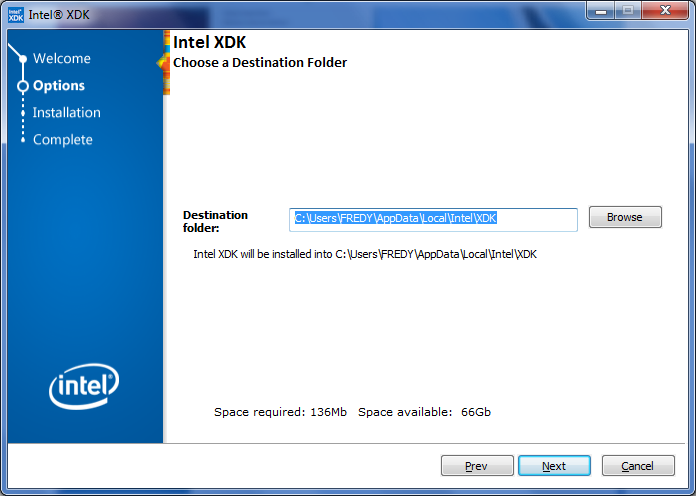 Intel® XDK
Welcome
Options
Installation
Complete
intel
Intel XDK
Choose a Destination Folder
Destination
folder:
C:\Users\FREDY\AppData\Local\Intel\XDK
Browse
Intel XDK will be installed into C:\Users\FREDY\AppData\Local\Intel\XDK
Space required: 136Mb Space available: 66Gb
Prev Next Cancel